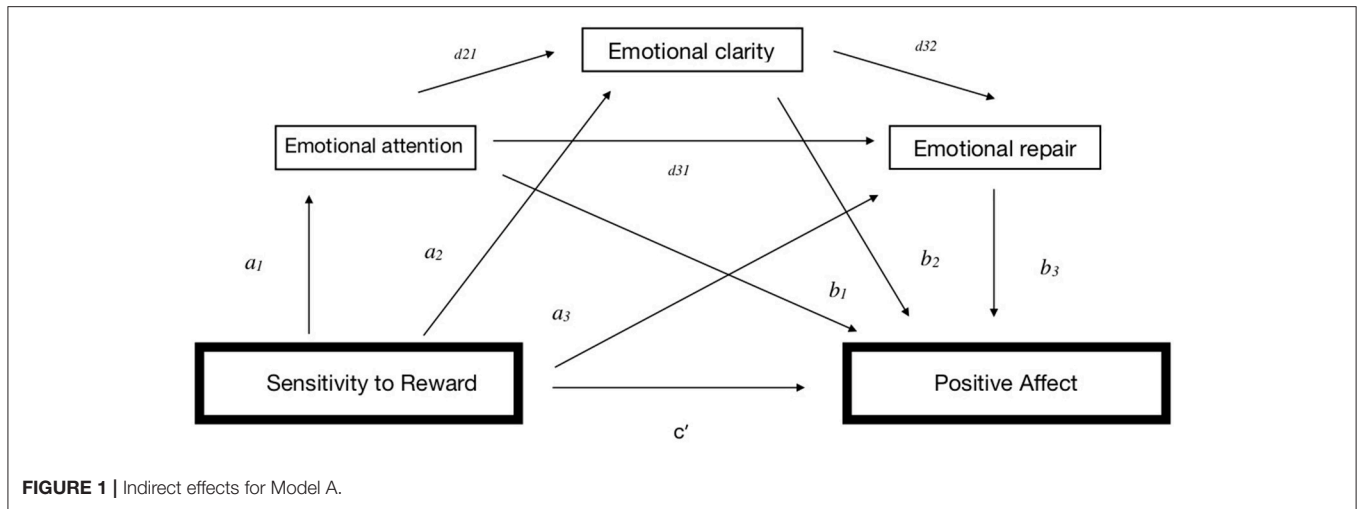 Emotional clarity
d21
d32
Emotional attention
Emotional repair
d31
a1
a2
a3
b1
b2
b3
Sensitivity to Reward
Positive Affect
c′
FIGURE 1 | Indirect effects for Model A.